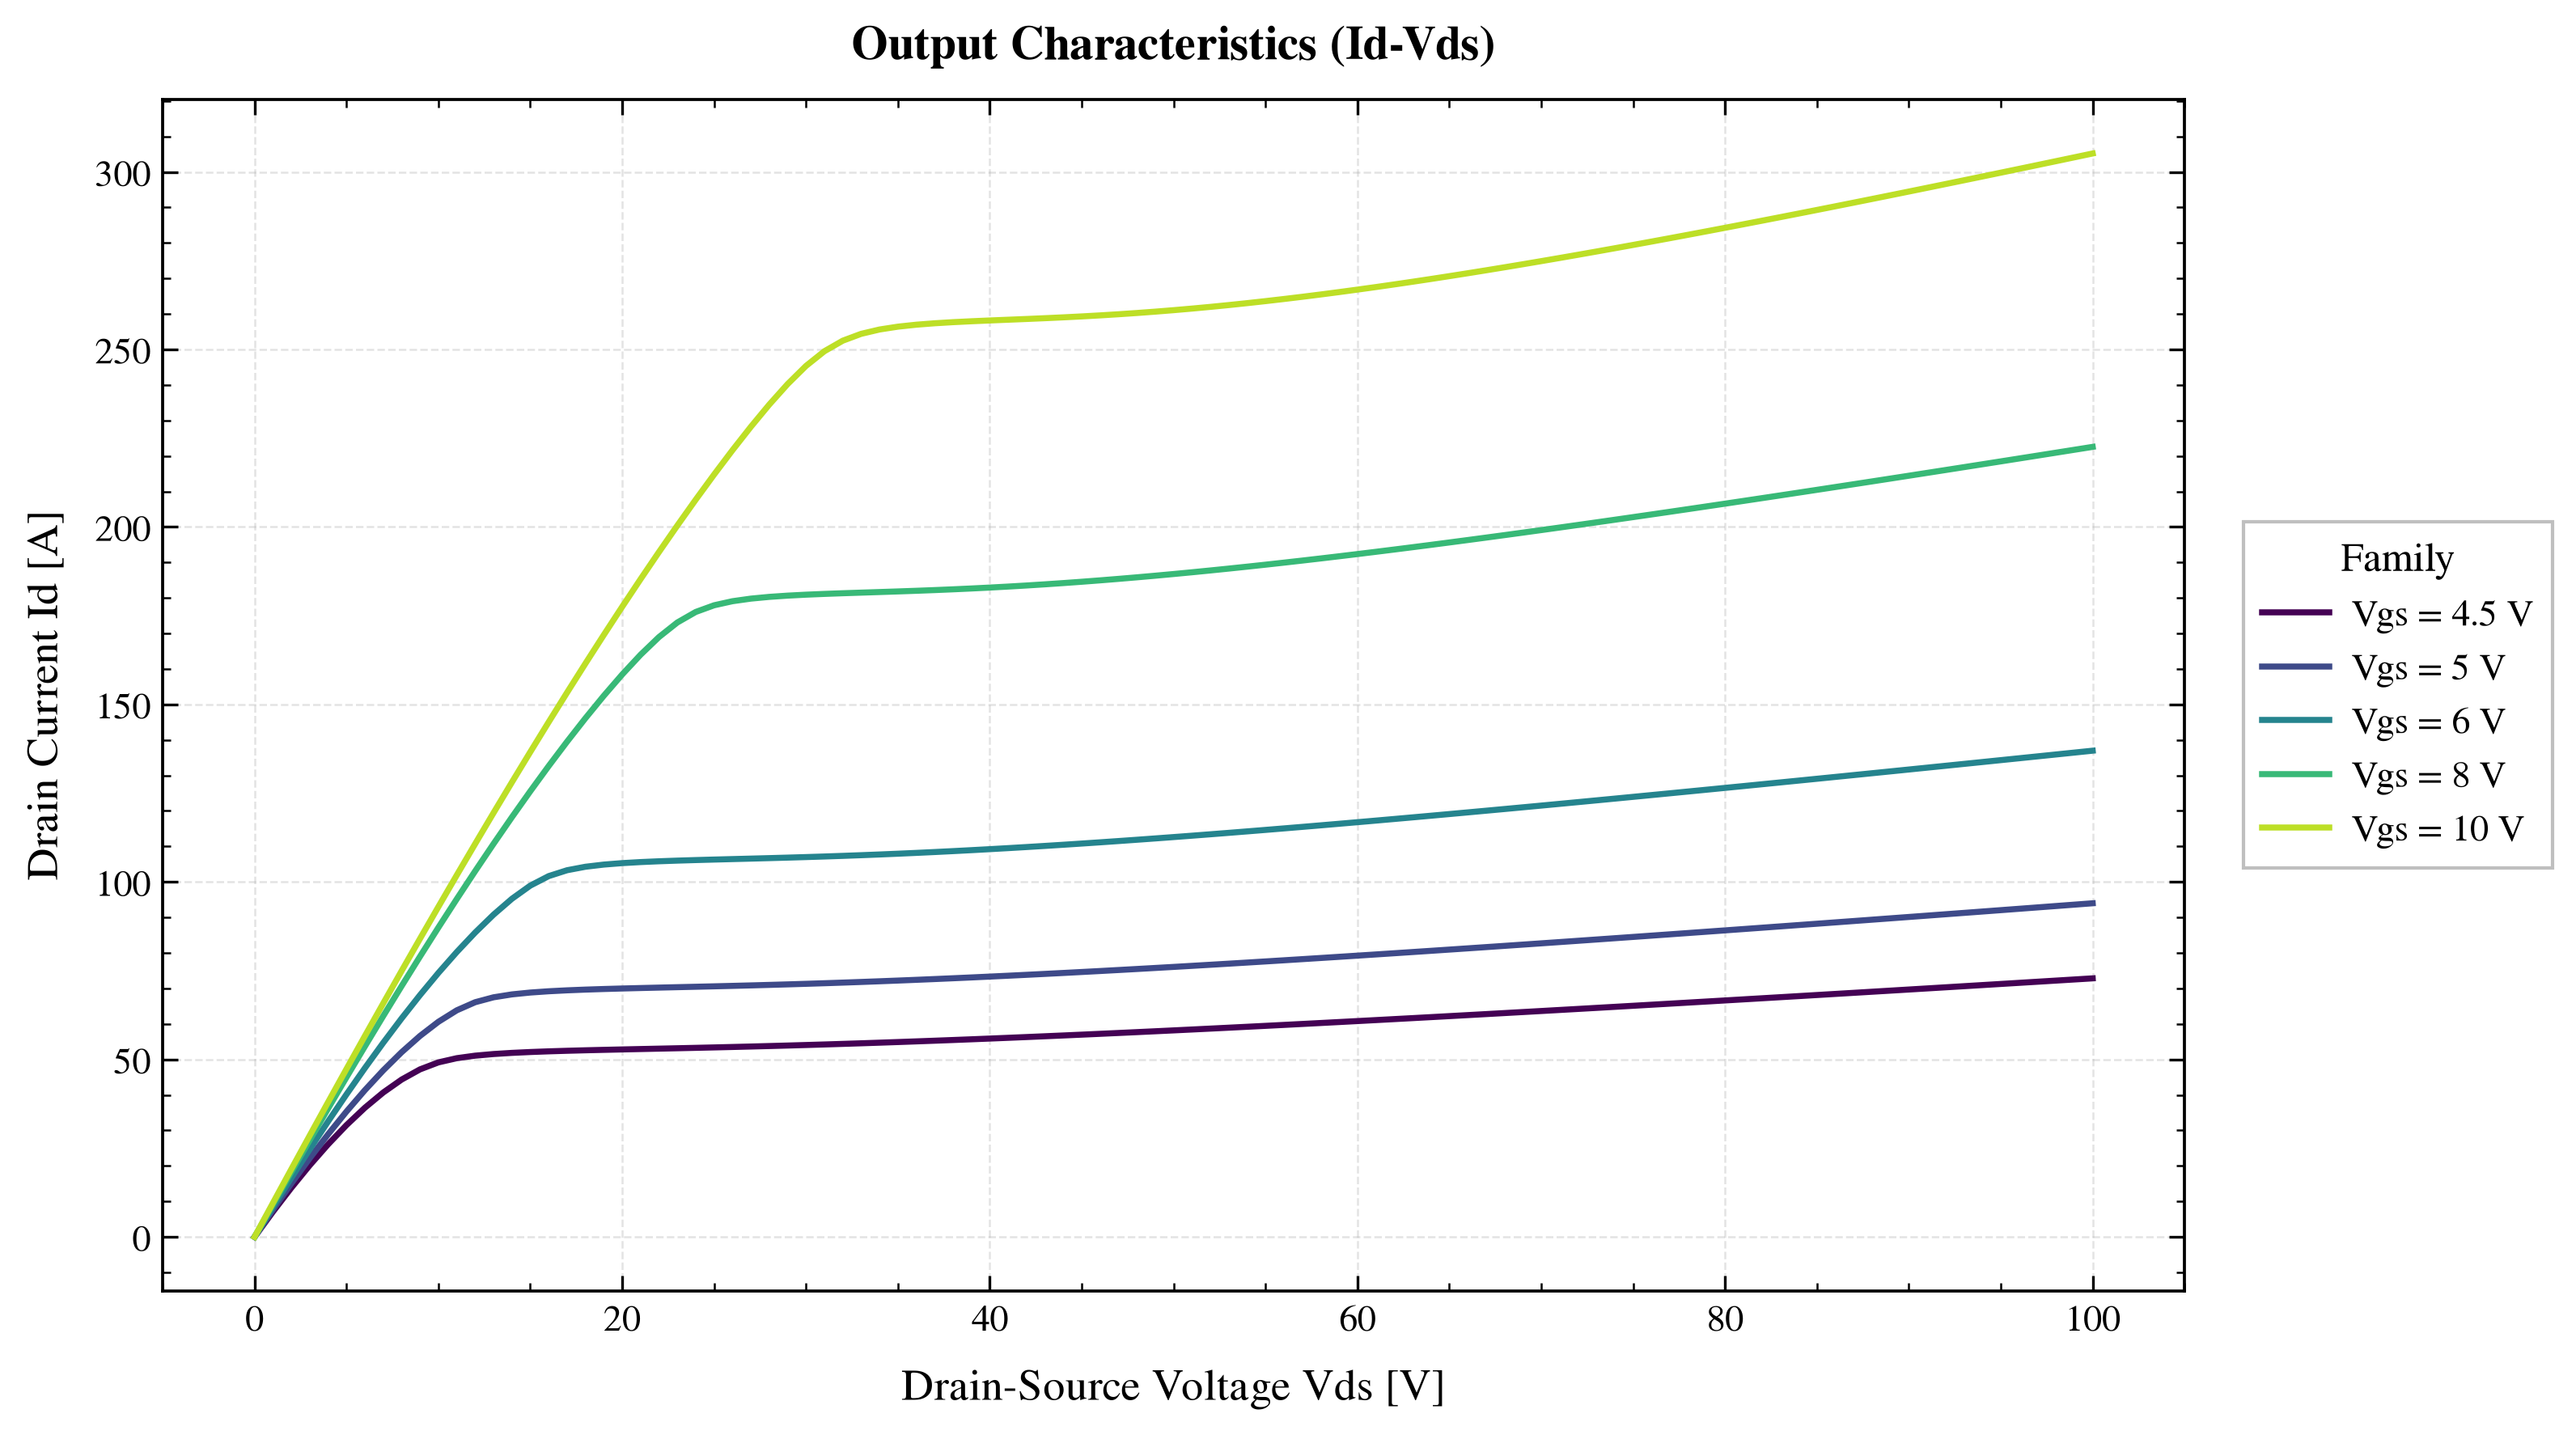 Output Characteristics (Id-Vds)
Drain Current Id [A]
300
250
200
150
100
50
0
0 20 40 60 80 100
Drain-Source Voltage Vds [V]
Family
Vgs = 4.5 V
Vgs = 5 V
Vgs = 6 V
Vgs = 8 V
Vgs = 10 V